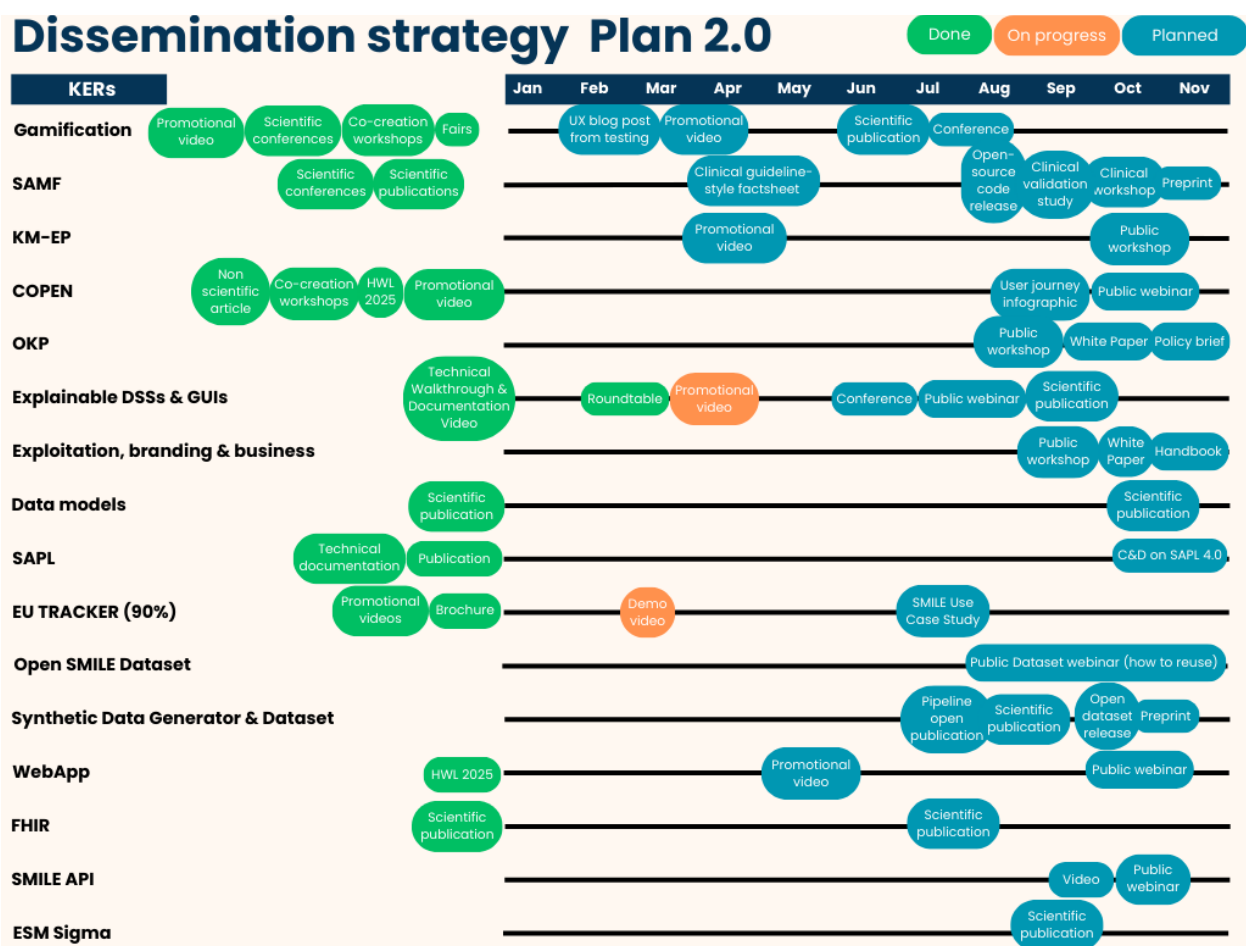 Dissemination strategy Plan 2.0
Done
On progress
Planned
KERs
Jan Feb Mar Apr May Jun Jul Aug Sep Oct Nov
Gamification
Promotional
video
Scientific
conferences
Co-creation
workshops
Fairs
UX blog post
from testing
Promotional
video
Scientific
publication
Conference
SAMF
Scientific
conferences
Scientific
publications
Clinical guideline-
style factsheet
Open-
source
code
release
Clinical
validation
study
Clinical
workshop
Preprint
KM-EP
Promotional
video
Public
workshop
COPEN
Non
scientific
article
Co-creation
workshops
HWL
2025
Promotional
video
User journey
infographic
Public webinar
OKP
Public
workshop
White Paper
Policy brief
Explainable DSSs & GUIs
Technical
Walkthrough &
Documentation
Video
Roundtable
Promotional
video
Conference
Public webinar
Scientific
publication
Exploitation, branding & business
Public
workshop
White
Paper
Handbook
Data models
Scientific
publication
Scientific
publication
SAPL
Technical
documentation
Publication
C&D on SAPL 4.0
EU TRACKER (90%)
Promotional
videos
Brochure
Demo
video
SMILE Use
Case Study
Open SMILE Dataset
Public Dataset webinar (how to reuse)
Synthetic Data Generator & Dataset
Pipeline
open
publication
Scientific
publication
Open
dataset
release
Preprint
WebApp
HWL 2025
Promotional
video
Public webinar
FHIR
Scientific
publication
Scientific
publication
SMILE API
Video
Public
webinar
ESM Sigma
Scientific
publication